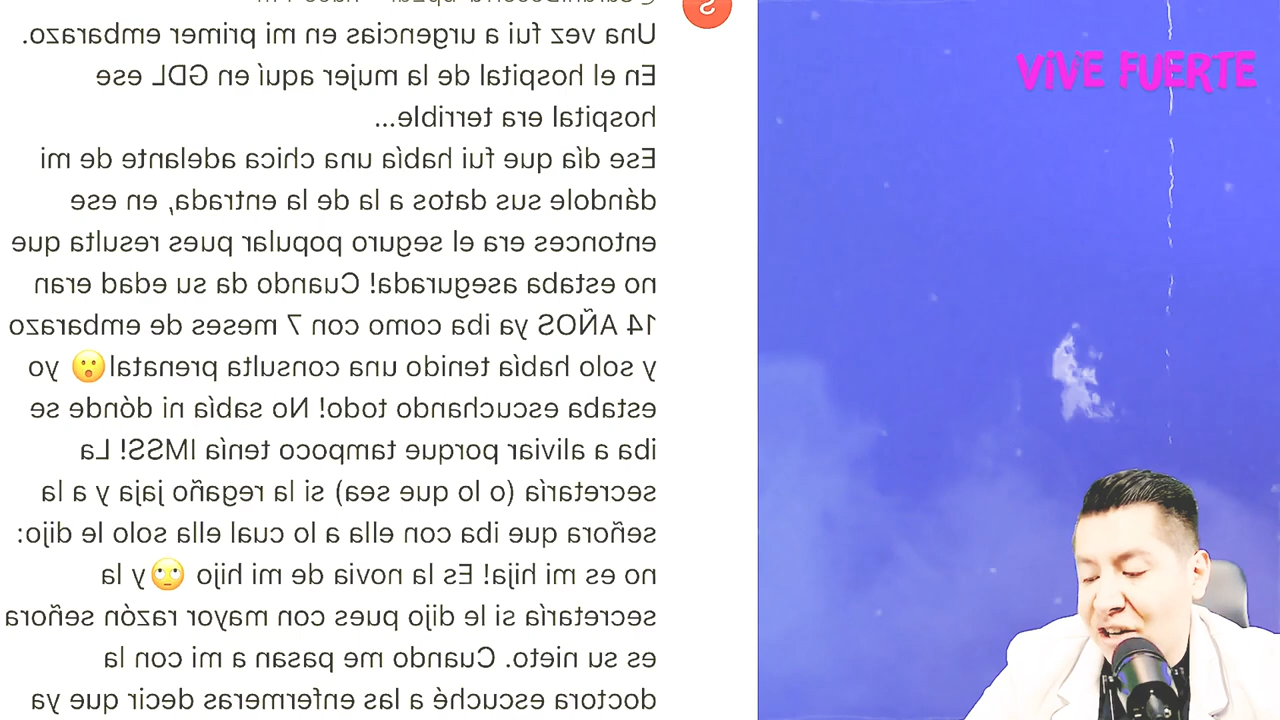 Una vez fui a urgencias en mi primer embarazo.
En el hospital de la mujer aquí en GDL ese
hospital era terrible...
Ese día que fui había una chica adelante de mi
dándole sus datos a la de la entrada, en ese
entonces era el seguro popular pues resulta que
no estaba asegurada! Cuando da su edad eran
14 AÑOS ya iba como con 7 meses de embarazo
y solo había tenido una consulta prenatal😮 yo
estaba escuchando todo! No sabía ni dónde se
iba a aliviar porque tampoco tenía IMSS! La
secretaría (o lo que sea) si la regaño jaja y a la
señora que iba con ella a lo cual ella solo le dijo:
no es mi hija! Es la novia de mi hijo 🙄 y la
secretaría si le dijo pues con mayor razón señora
es su nieto. Cuando me pasan a mi con la
doctora escuché a las enfermeras decir que ya
S
VIVE FUERTE